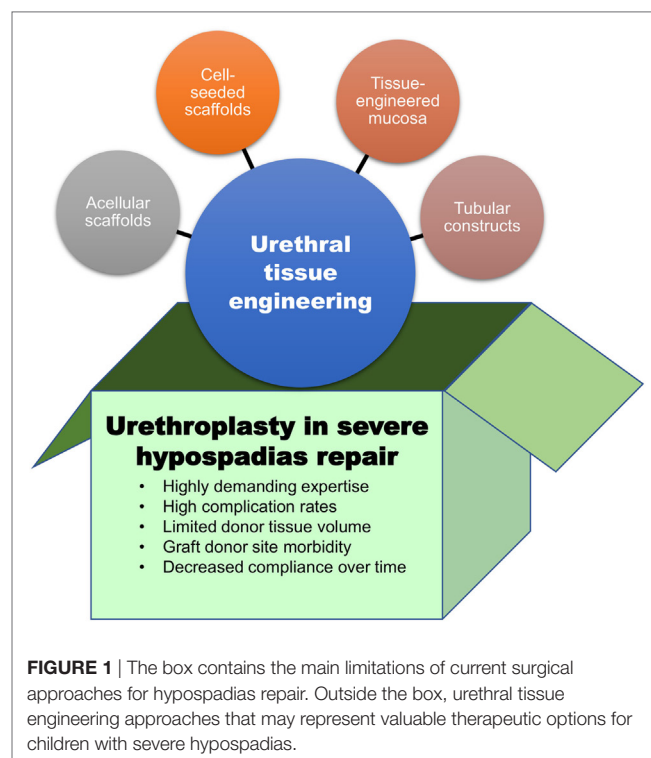 Cell-
seeded
scaffolds
Tissue-
engineered
mucosa
Acellular
scaffolds
Tubular
constructs
Urethral
tissue
engineering
Urethroplasty in severe
hypospadias repair
• Highly demanding expertise
• High complication rates
• Limited donor tissue volume
• Graft donor site morbidity
• Decreased compliance over time
FIGURE 1 | The box contains the main limitations of current surgical
approaches for hypospadias repair. Outside the box, urethral tissue
engineering approaches that may represent valuable therapeutic options for
children with severe hypospadias.